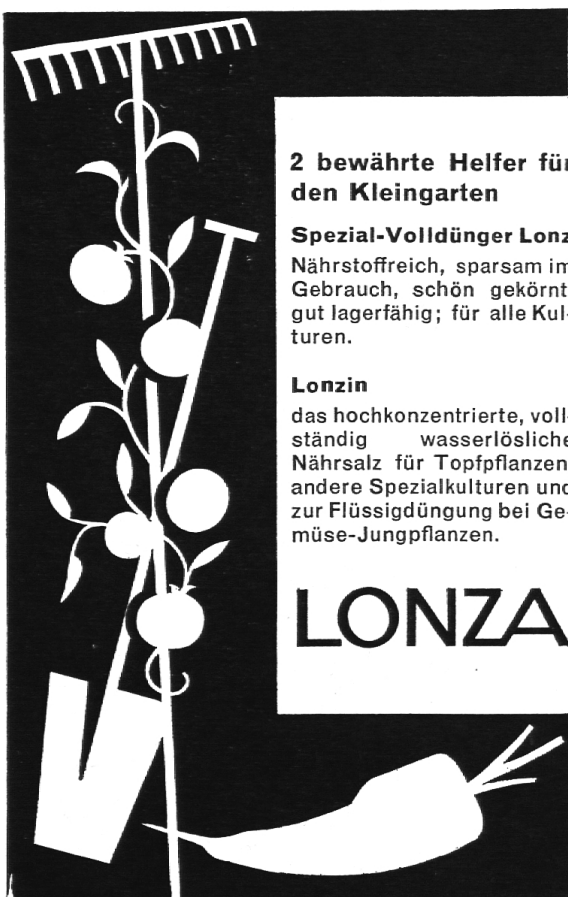 2 bewährte Helfer für
den Kleingarten
Spezial-Volldünger Lonz
Nährstoffreich, sparsam im
Gebrauch, schön gekörnt,
gut lagerfähig; für alle Kul-
turen.
Lonzin
das hochkonzentrierte, voll-
ständig wasserlösliche
Nährsalz für Topfpflanzen,
andere Spezialkulturen und
zur Flüssigdüngung bei Ge-
müse-Jungpflanzen.
LONZA